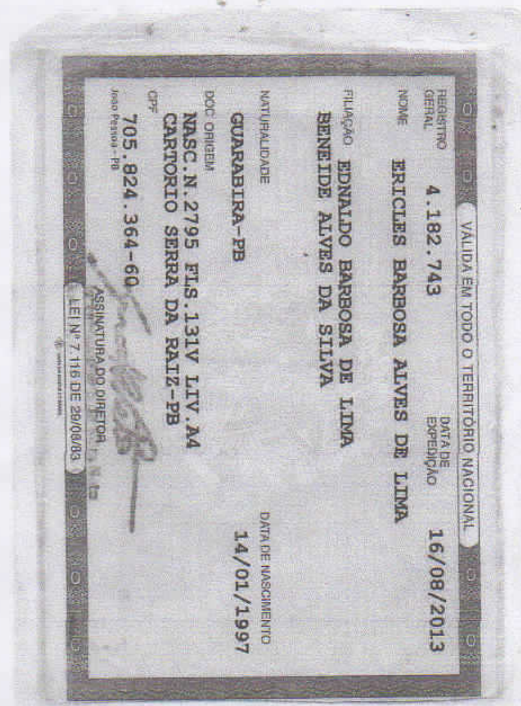 VÁLIDA EM TODO O TERRITÓRIO NACIONAL
REGISTRO GERAL 4.182.743 DATA DE EXPEDIÇÃO 16/08/2013
NOME ERICLES BARBOSA ALVES DE LIMA
FILIAÇÃO EDNALDO BARBOSA DE LIMA
BENEIDE ALVES DA SILVA
NATURALIDADE DATA DE NASCIMENTO
GUARABIRA-PB 14/01/1997
DOC ORIGEM
NASC.N.2795 FLS.131V LIV.A4
CARTORIO SERRA DA RAIZ-PB
CPF 705.824.364-60
João Pessoa - PB
ASSINATURA DO DIRETOR
LEI Nº 7.116 DE 29/08/83